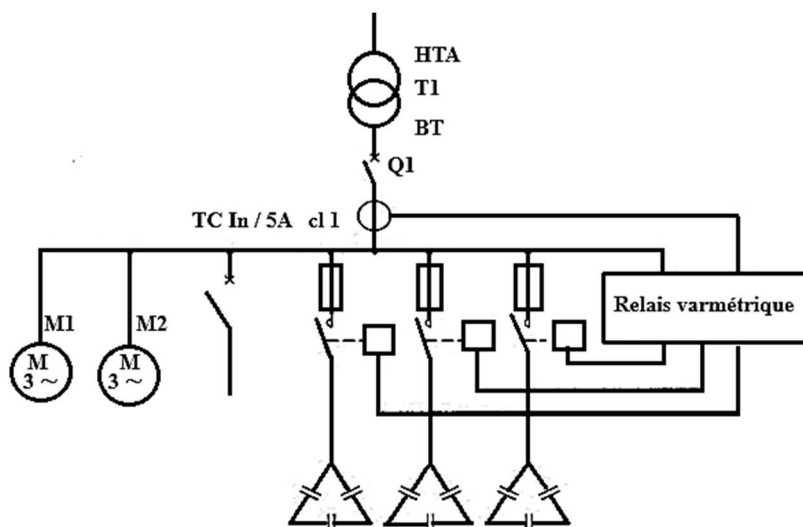 HTA
T1
BT
Q1
TC In / 5A cl 1
M1
M2
M
3 ~
M
3 ~
Relais varmétrique